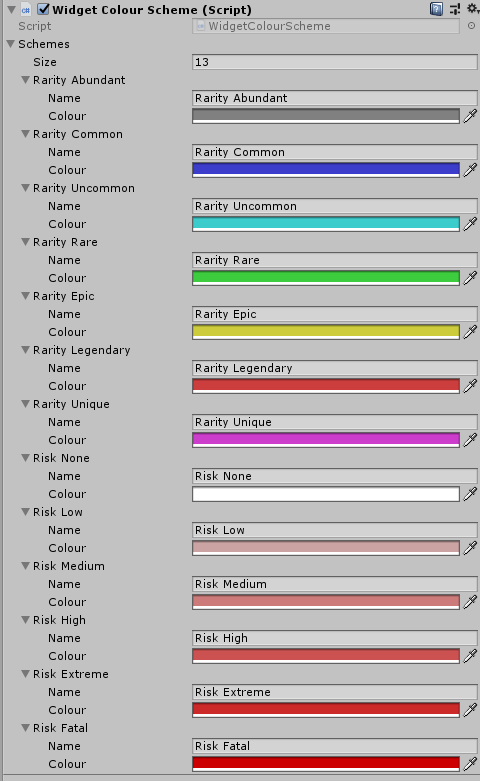 Widget Colour Scheme (Script)
Script WidgetColourScheme
Schemes
Size 13
Rarity Abundant
Name Rarity Abundant
Colour
Rarity Common
Name Rarity Common
Colour
Rarity Uncommon
Name Rarity Uncommon
Colour
Rarity Rare
Name Rarity Rare
Colour
Rarity Epic
Name Rarity Epic
Colour
Rarity Legendary
Name Rarity Legendary
Colour
Rarity Unique
Name Rarity Unique
Colour
Risk None
Name Risk None
Colour
Risk Low
Name Risk Low
Colour
Risk Medium
Name Risk Medium
Colour
Risk High
Name Risk High
Colour
Risk Extreme
Name Risk Extreme
Colour
Risk Fatal
Name Risk Fatal
Colour